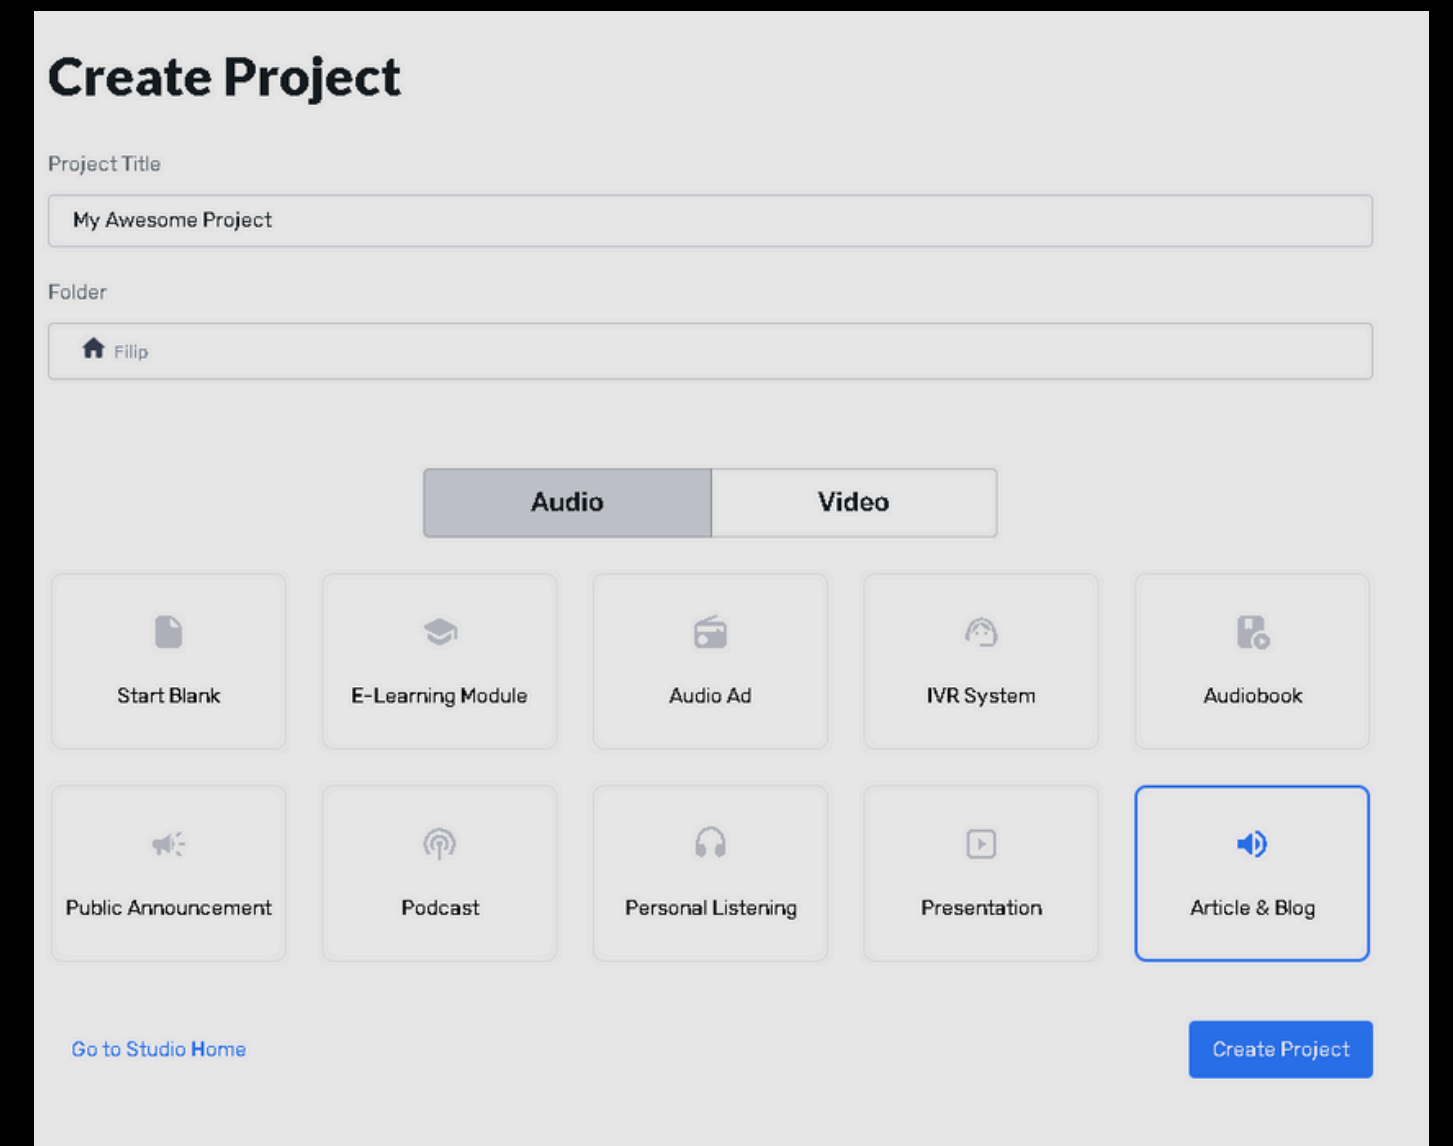 Create Project
Project Title
My Awesome Project
Folder
Filip
Audio Video
Start Blank E-Learning Module Audio Ad IVR System Audiobook
Public Announcement Podcast Personal Listening Presentation Article & Blog
Go to Studio Home Create Project